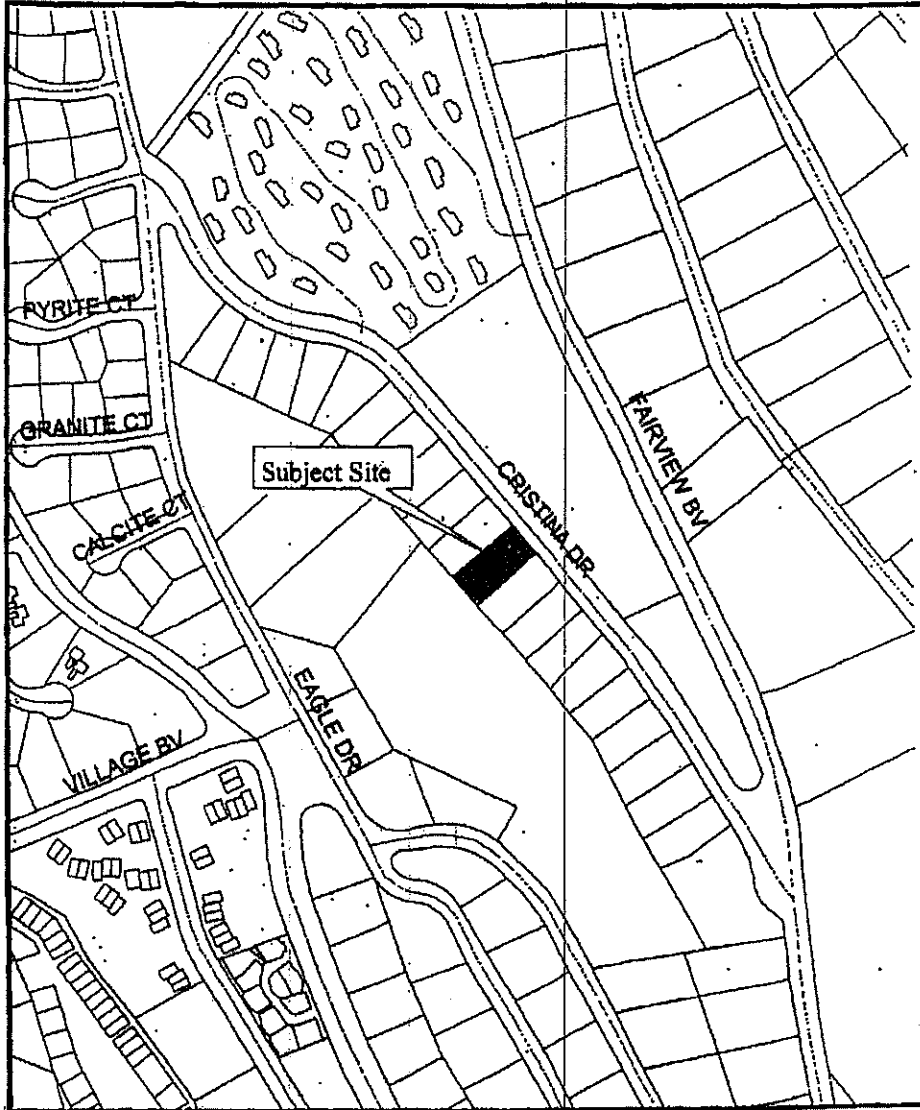 PYRITE CT
GRANITE CT
CALCITE CT
Subject Site
CRISTINA DR
FAIRVIEW BV
EAGLE DR
VILLAGE BV